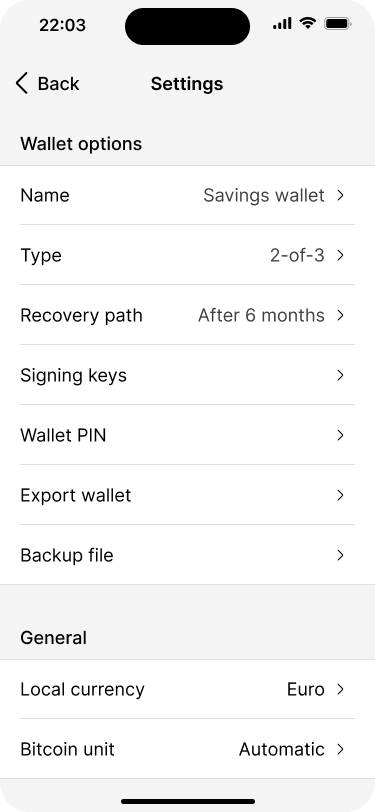 22:03
Back
Settings
Wallet options
Name Savings wallet
Type 2-of-3
Recovery path After 6 months
Signing keys
Wallet PIN
Export wallet
Backup file
General
Local currency Euro
Bitcoin unit Automatic